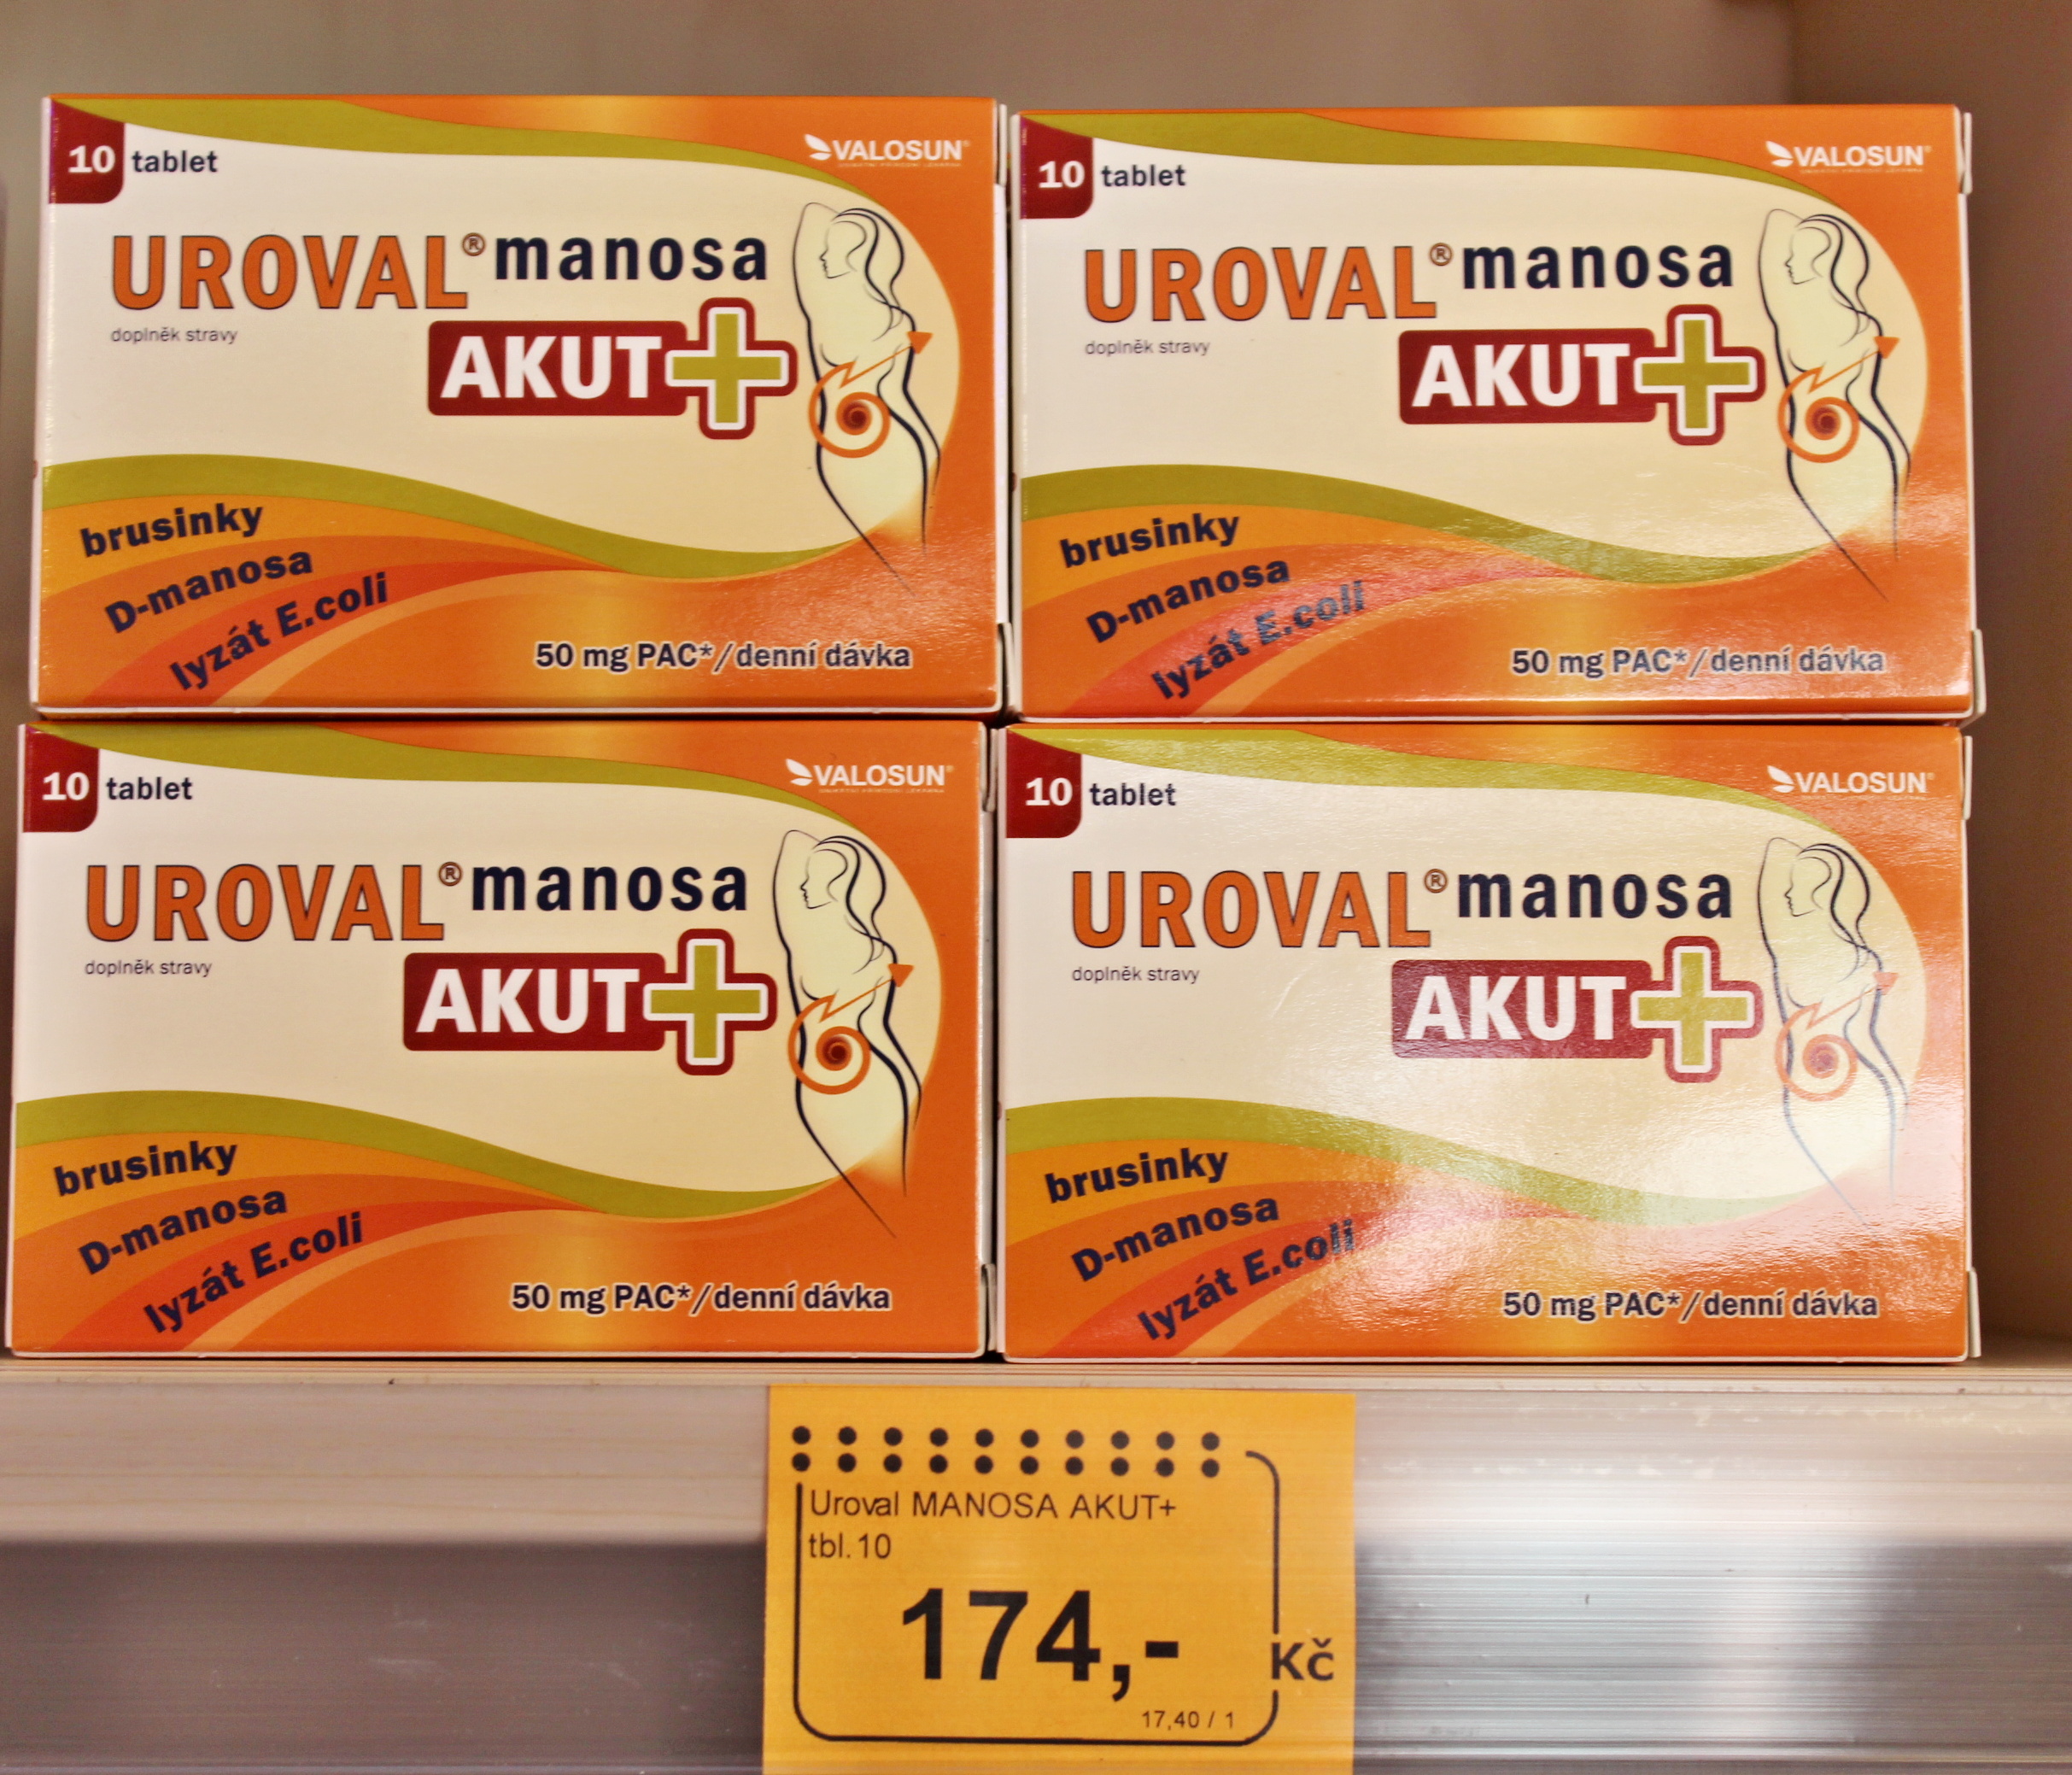 10 tablet
VALOSUN®
UROVAL® manosa
doplněk stravy
AKUT+
brusinky
D-manosa
lyzát E.coli
50 mg PAC*/denní dávka
10 tablet
VALOSUN®
UROVAL® manosa
doplněk stravy
AKUT+
brusinky
D-manosa
lyzát E.coli
50 mg PAC*/denní dávka
10 tablet
VALOSUN®
UROVAL® manosa
doplněk stravy
AKUT+
brusinky
D-manosa
lyzát E.coli
50 mg PAC*/denní dávka
10 tablet
VALOSUN®
UROVAL® manosa
doplněk stravy
AKUT+
brusinky
D-manosa
lyzát E.coli
50 mg PAC*/denní dávka
Uroval MANOSA AKUT+
tbl.10
174,-
Kč
17,40 / 1